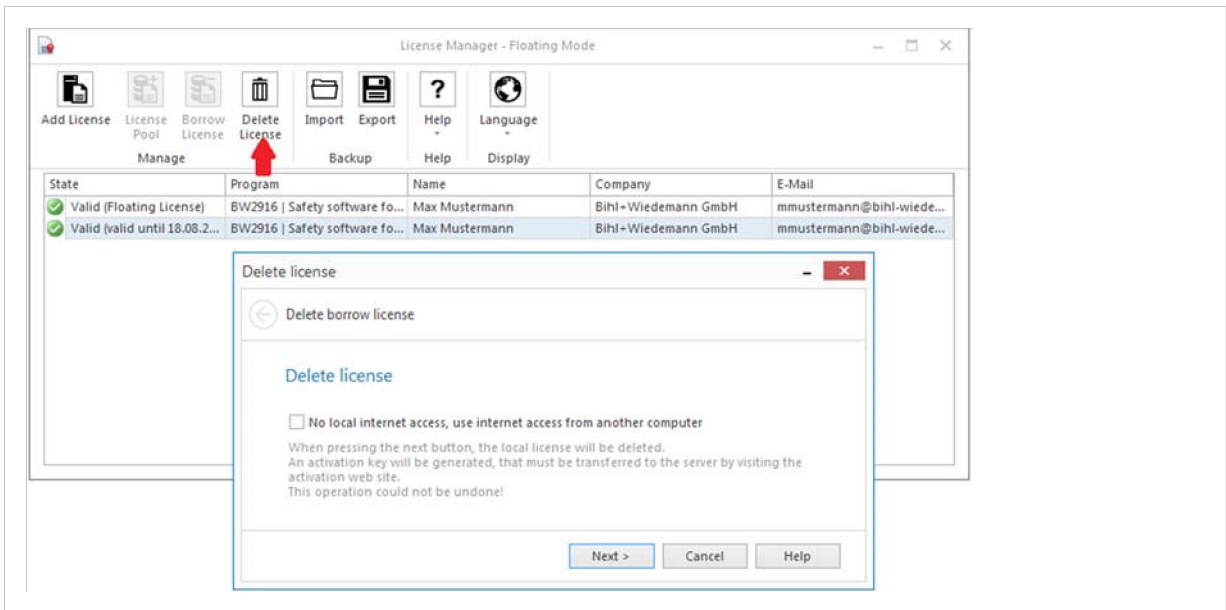 License Manager - Floating Mode
Add License
License Pool
Borrow License
Delete License
Import
Export
?
Help
Language
Manage
Backup
Help
Display
State Program Name Company E-Mail
Valid (Floating License) BW2916 | Safety software fo... Max Mustermann Bihl+Wiedemann GmbH mmustermann@bihl-wiede...
Valid (valid until 18.08.2... BW2916 | Safety software fo... Max Mustermann Bihl+Wiedemann GmbH mmustermann@bihl-wiede...
Delete license
Delete borrow license
Delete license
No local internet access, use internet access from another computer
When pressing the next button, the local license will be deleted.
An activation key will be generated, that must be transferred to the server by visiting the
activation web site.
This operation could not be undone!
Next > Cancel Help